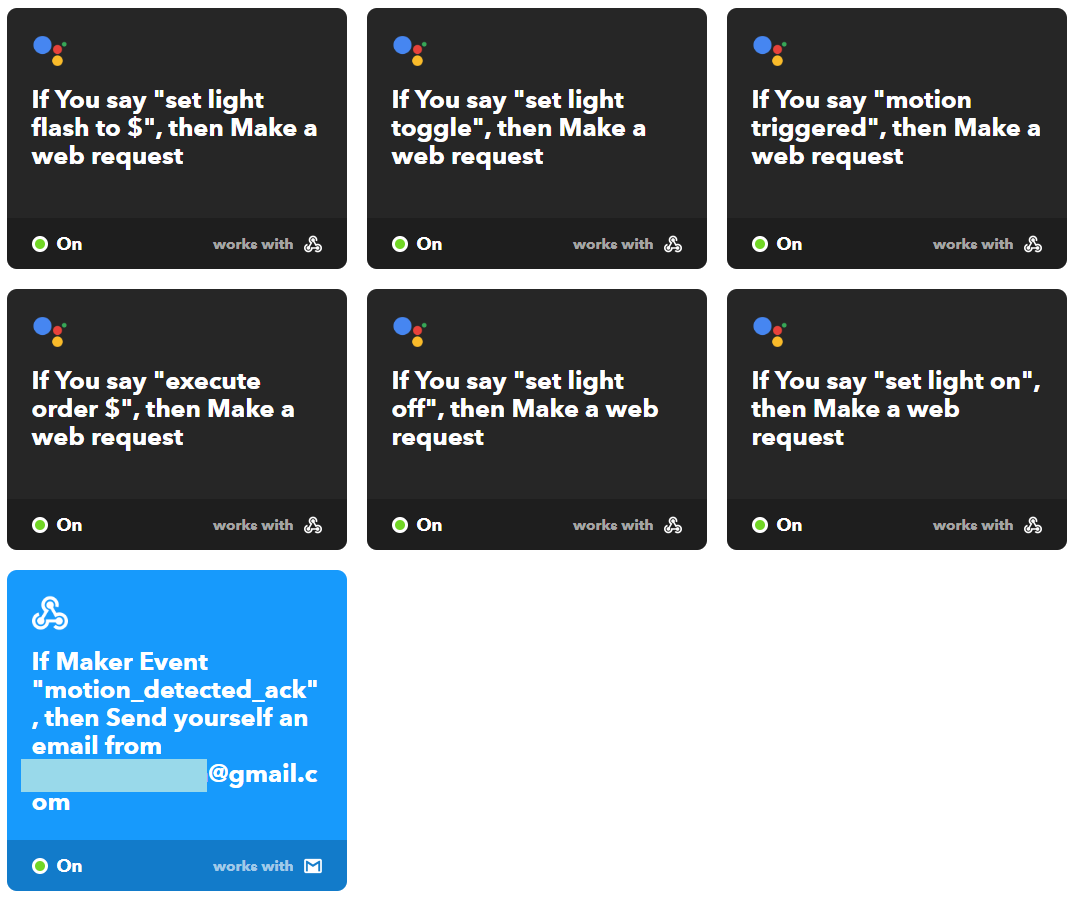 If You say "set light
flash to $", then Make a
web request
On works with
If You say "set light
toggle", then Make a
web request
On works with
If You say "motion
triggered", then Make a
web request
On works with
If You say "execute
order $", then Make a
web request
On works with
If You say "set light
off", then Make a web
request
On works with
If You say "set light on",
then Make a web
request
On works with
If Maker Event
"motion_detected_ack"
, then Send yourself an
email from
@gmail.c
om
On works with